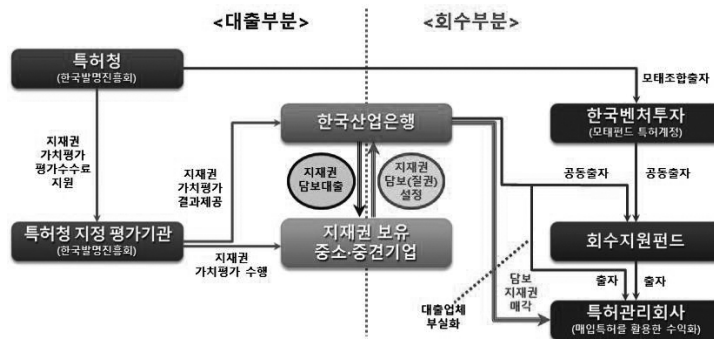 <대출부분>
<회수부분>
특허청
(한국발명진흥회)
모태조합출자
한국산업은행
한국벤처투자
(모태펀드 특허계정)
지재권
가치평가
평가수수료
지원
지재권
가치평가
결과제공
지재권
담보대출
지재권
담보(질권)
설정
공동출자
공동출자
특허청 지정 평가기관
(한국발명진흥회)
지재권
가치평가 수행
지재권 보유
중소·중견기업
회수지원펀드
대출업체
부실화
담보
지재권
매각
출자
출자
특허관리회사
(매입특허를 활용한 수익화)